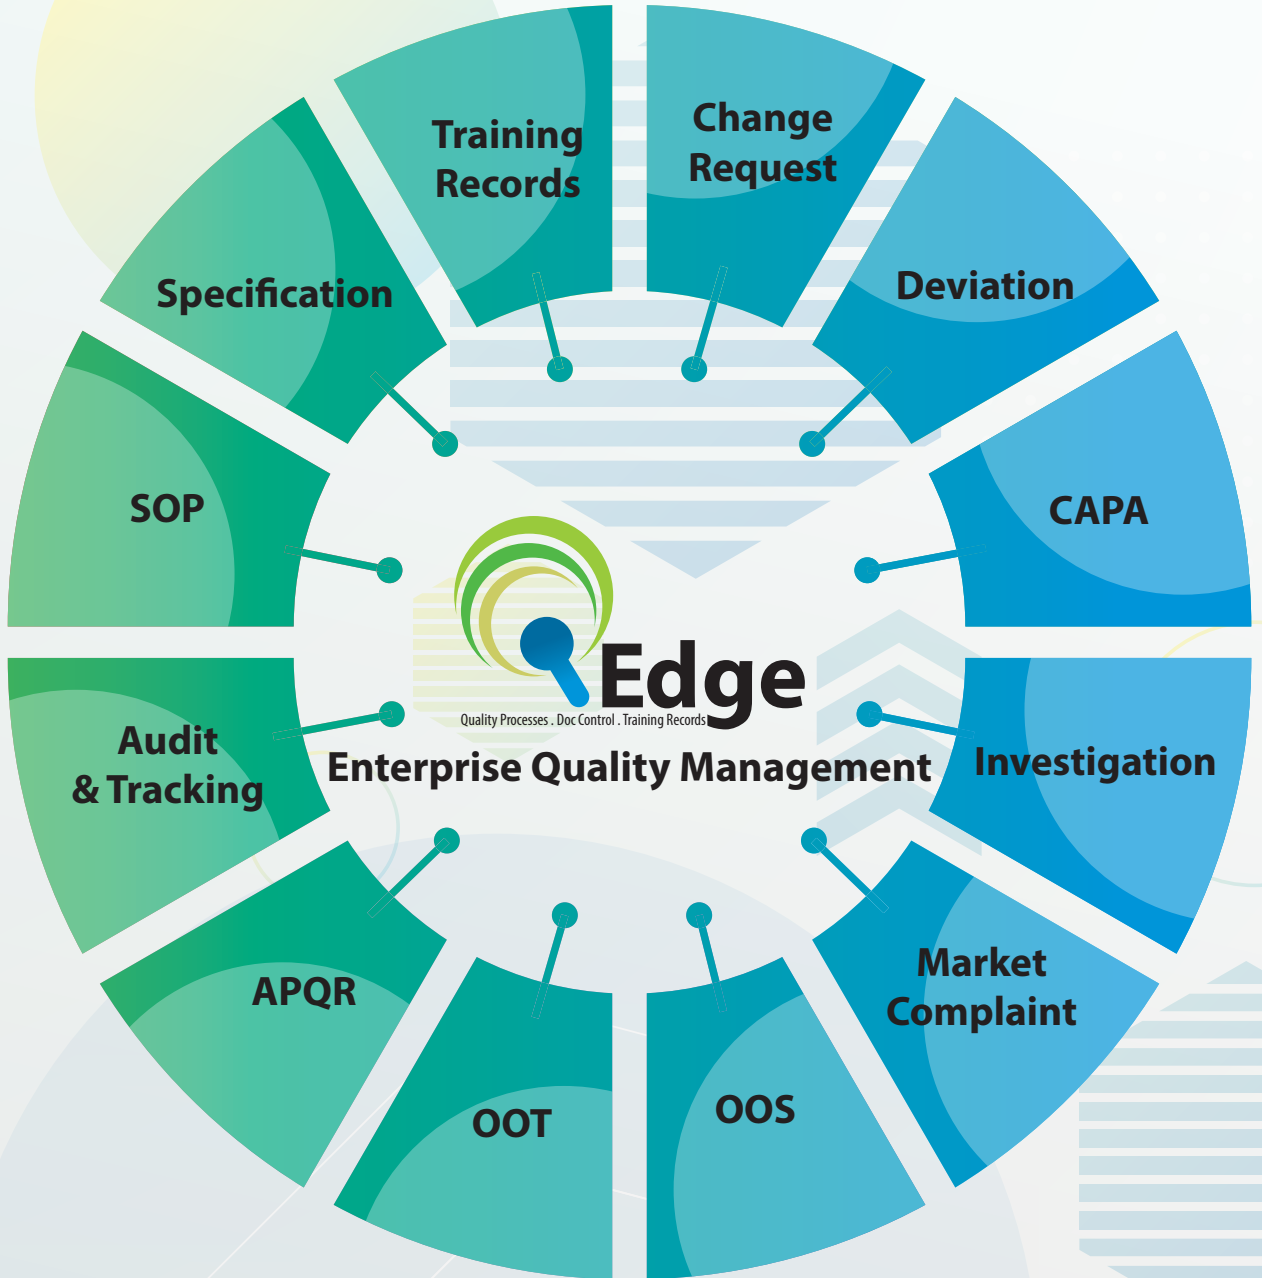 Training
Records
Change
Request
Deviation
CAPA
Investigation
Market
Complaint
OOS
OOT
APQR
Audit
& Tracking
SOP
Specification
Edge
Quality Processes . Doc Control . Training Records
Enterprise Quality Management